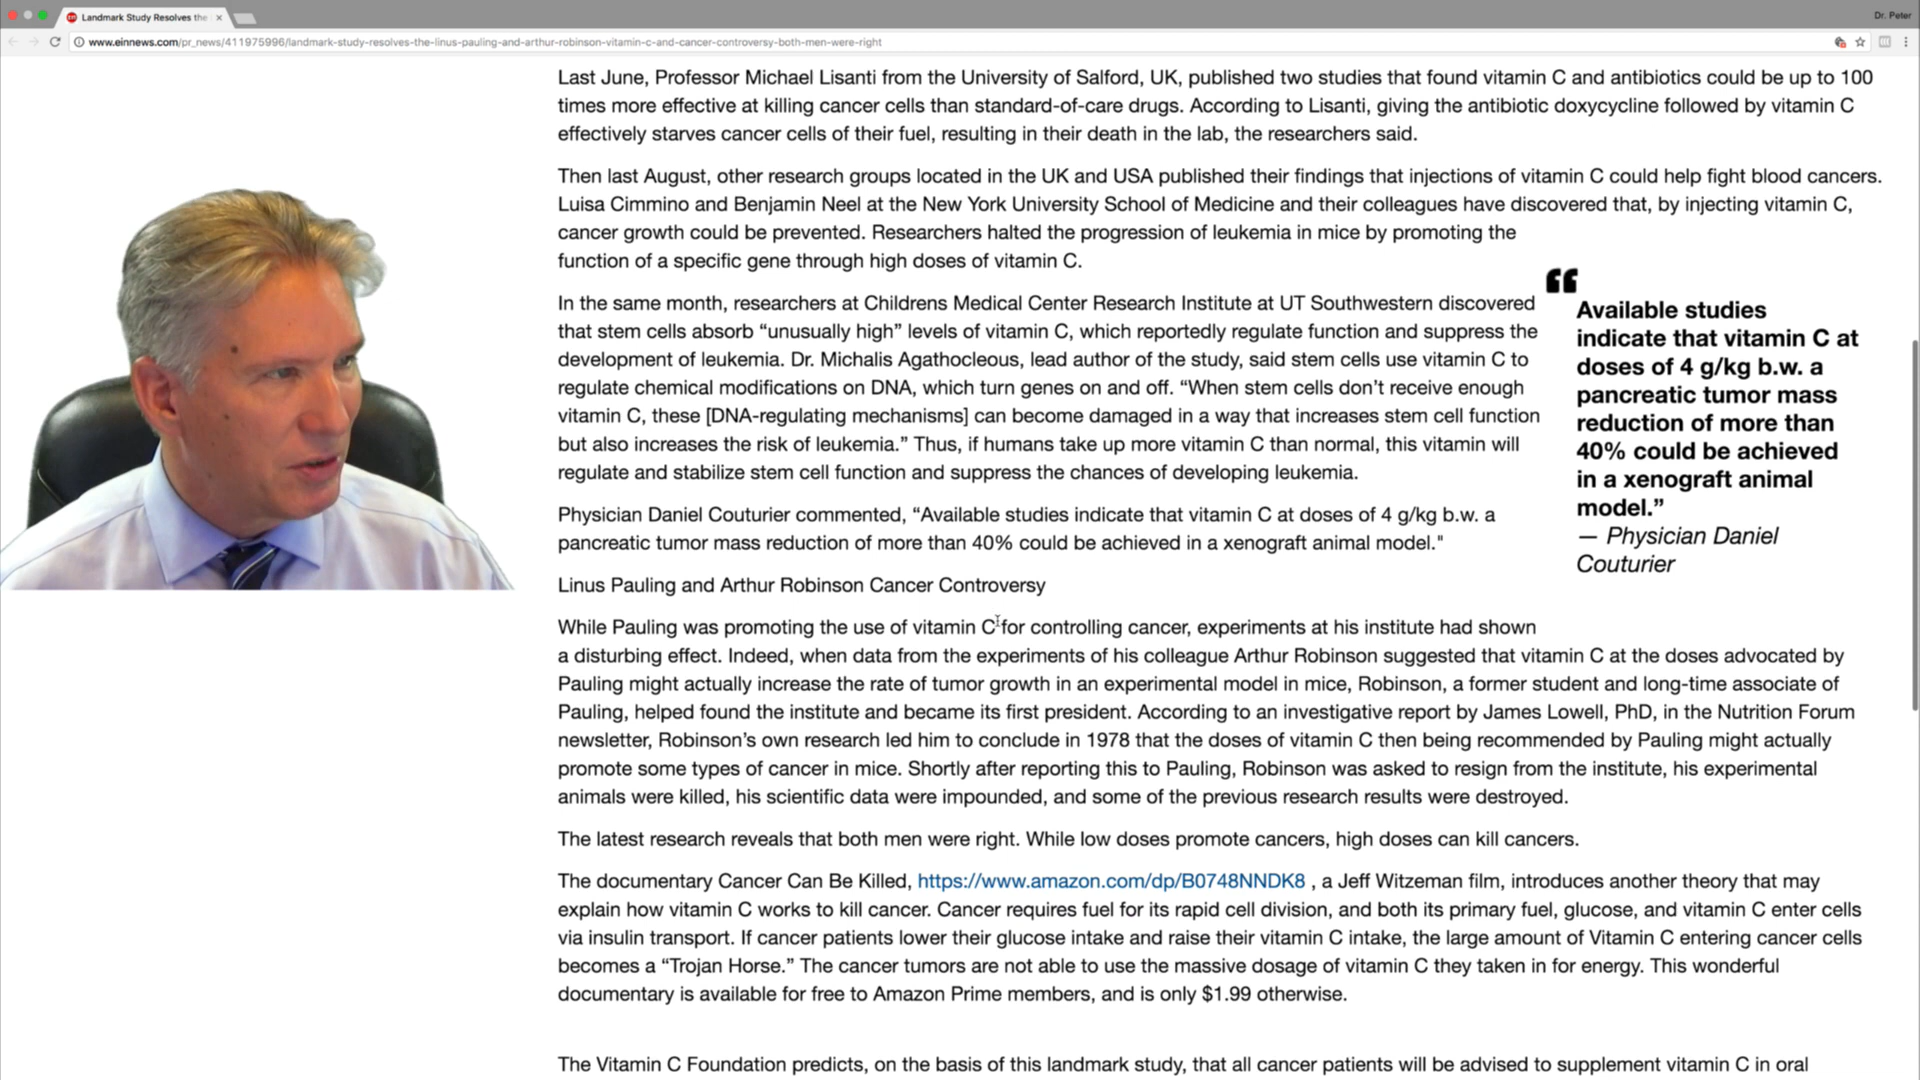 Landmark Study Resolves the
Dr. Peter
www.einnews.com/pr_news/411975996/landmark-study-resolves-the-linus-pauling-and-arthur-robinson-vitamin-c-and-cancer-controversy-both-men-were-right
Last June, Professor Michael Lisanti from the University of Salford, UK, published two studies that found vitamin C and antibiotics could be up to 100
times more effective at killing cancer cells than standard-of-care drugs. According to Lisanti, giving the antibiotic doxycycline followed by vitamin C
effectively starves cancer cells of their fuel, resulting in their death in the lab, the researchers said.
Then last August, other research groups located in the UK and USA published their findings that injections of vitamin C could help fight blood cancers.
Luisa Cimmino and Benjamin Neel at the New York University School of Medicine and their colleagues have discovered that, by injecting vitamin C,
cancer growth could be prevented. Researchers halted the progression of leukemia in mice by promoting the
function of a specific gene through high doses of vitamin C.
In the same month, researchers at Childrens Medical Center Research Institute at UT Southwestern discovered
that stem cells absorb “unusually high” levels of vitamin C, which reportedly regulate function and suppress the
development of leukemia. Dr. Michalis Agathocleous, lead author of the study, said stem cells use vitamin C to
regulate chemical modifications on DNA, which turn genes on and off. “When stem cells don’t receive enough
vitamin C, these [DNA-regulating mechanisms] can become damaged in a way that increases stem cell function
but also increases the risk of leukemia.” Thus, if humans take up more vitamin C than normal, this vitamin will
regulate and stabilize stem cell function and suppress the chances of developing leukemia.
“
Available studies
indicate that vitamin C at
doses of 4 g/kg b.w. a
pancreatic tumor mass
reduction of more than
40% could be achieved
in a xenograft animal
model.”
— Physician Daniel
Couturier
Physician Daniel Couturier commented, “Available studies indicate that vitamin C at doses of 4 g/kg b.w. a
pancreatic tumor mass reduction of more than 40% could be achieved in a xenograft animal model."
Linus Pauling and Arthur Robinson Cancer Controversy
While Pauling was promoting the use of vitamin C for controlling cancer, experiments at his institute had shown
a disturbing effect. Indeed, when data from the experiments of his colleague Arthur Robinson suggested that vitamin C at the doses advocated by
Pauling might actually increase the rate of tumor growth in an experimental model in mice, Robinson, a former student and long-time associate of
Pauling, helped found the institute and became its first president. According to an investigative report by James Lowell, PhD, in the Nutrition Forum
newsletter, Robinson’s own research led him to conclude in 1978 that the doses of vitamin C then being recommended by Pauling might actually
promote some types of cancer in mice. Shortly after reporting this to Pauling, Robinson was asked to resign from the institute, his experimental
animals were killed, his scientific data were impounded, and some of the previous research results were destroyed.
The latest research reveals that both men were right. While low doses promote cancers, high doses can kill cancers.
The documentary Cancer Can Be Killed, https://www.amazon.com/dp/B0748NNDK8 , a Jeff Witzeman film, introduces another theory that may
explain how vitamin C works to kill cancer. Cancer requires fuel for its rapid cell division, and both its primary fuel, glucose, and vitamin C enter cells
via insulin transport. If cancer patients lower their glucose intake and raise their vitamin C intake, the large amount of Vitamin C entering cancer cells
becomes a “Trojan Horse.” The cancer tumors are not able to use the massive dosage of vitamin C they taken in for energy. This wonderful
documentary is available for free to Amazon Prime members, and is only $1.99 otherwise.
The Vitamin C Foundation predicts, on the basis of this landmark study, that all cancer patients will be advised to supplement vitamin C in oral